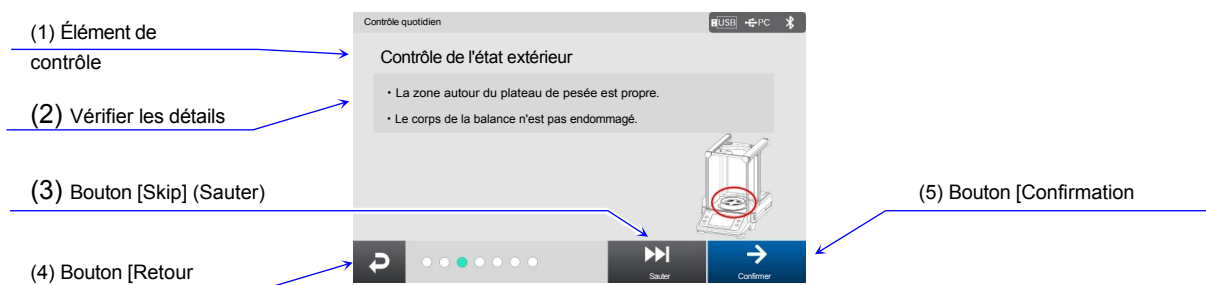 (1) Élément de
contrôle
(2) Vérifier les détails
(3) Bouton [Skip] (Sauter)
(4) Bouton [Retour
Contrôle quotidien
USB PC
Contrôle de l'état extérieur
・La zone autour du plateau de pesée est propre.
・Le corps de la balance n'est pas endommagé.
Sauter
Confirmer
(5) Bouton [Confirmation